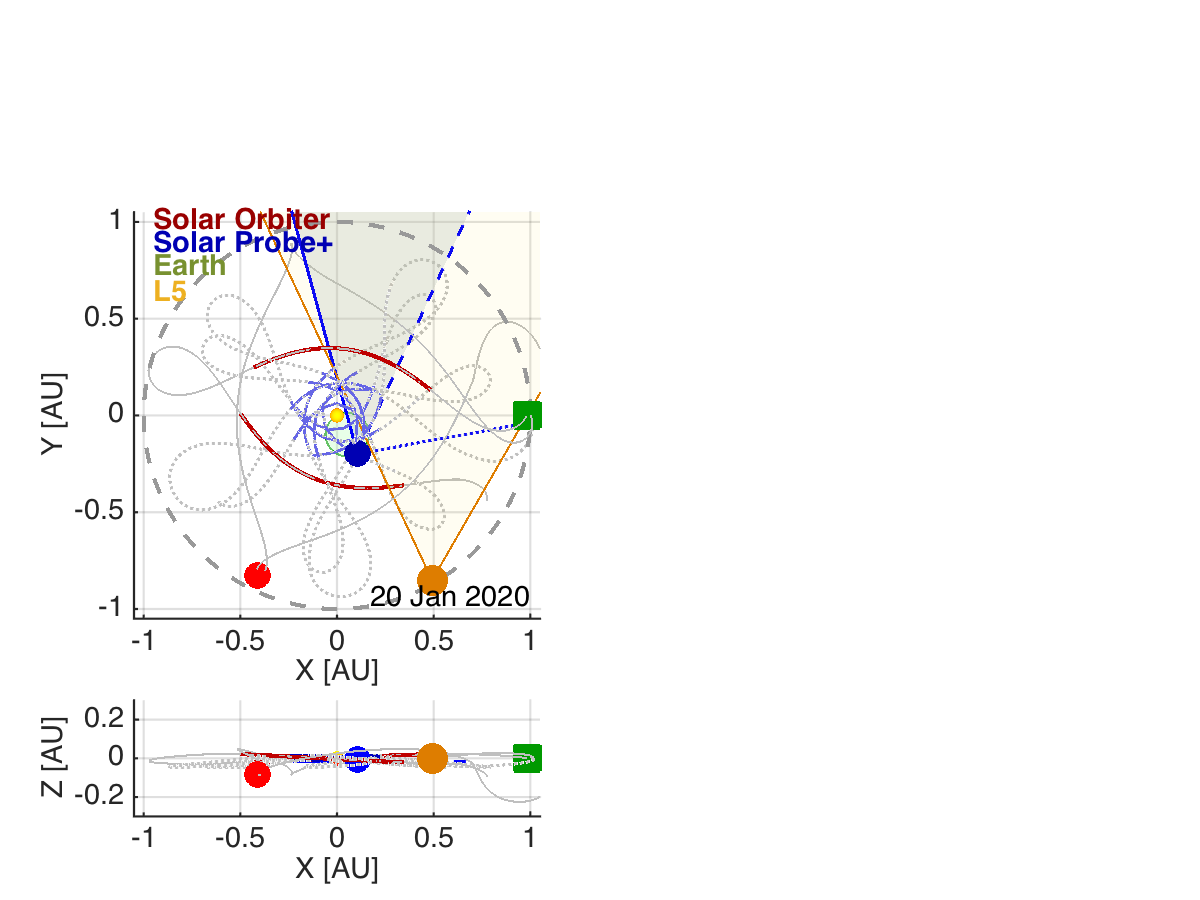 1
Solar Orbiter
Solar Probe+
Earth
L5
0.5
0
-0.5
-1
Y [AU]
20 Jan 2020
-1 -0.5 0 0.5 1
X [AU]
0.2
0
-0.2
Z [AU]
-1 -0.5 0 0.5 1
X [AU]